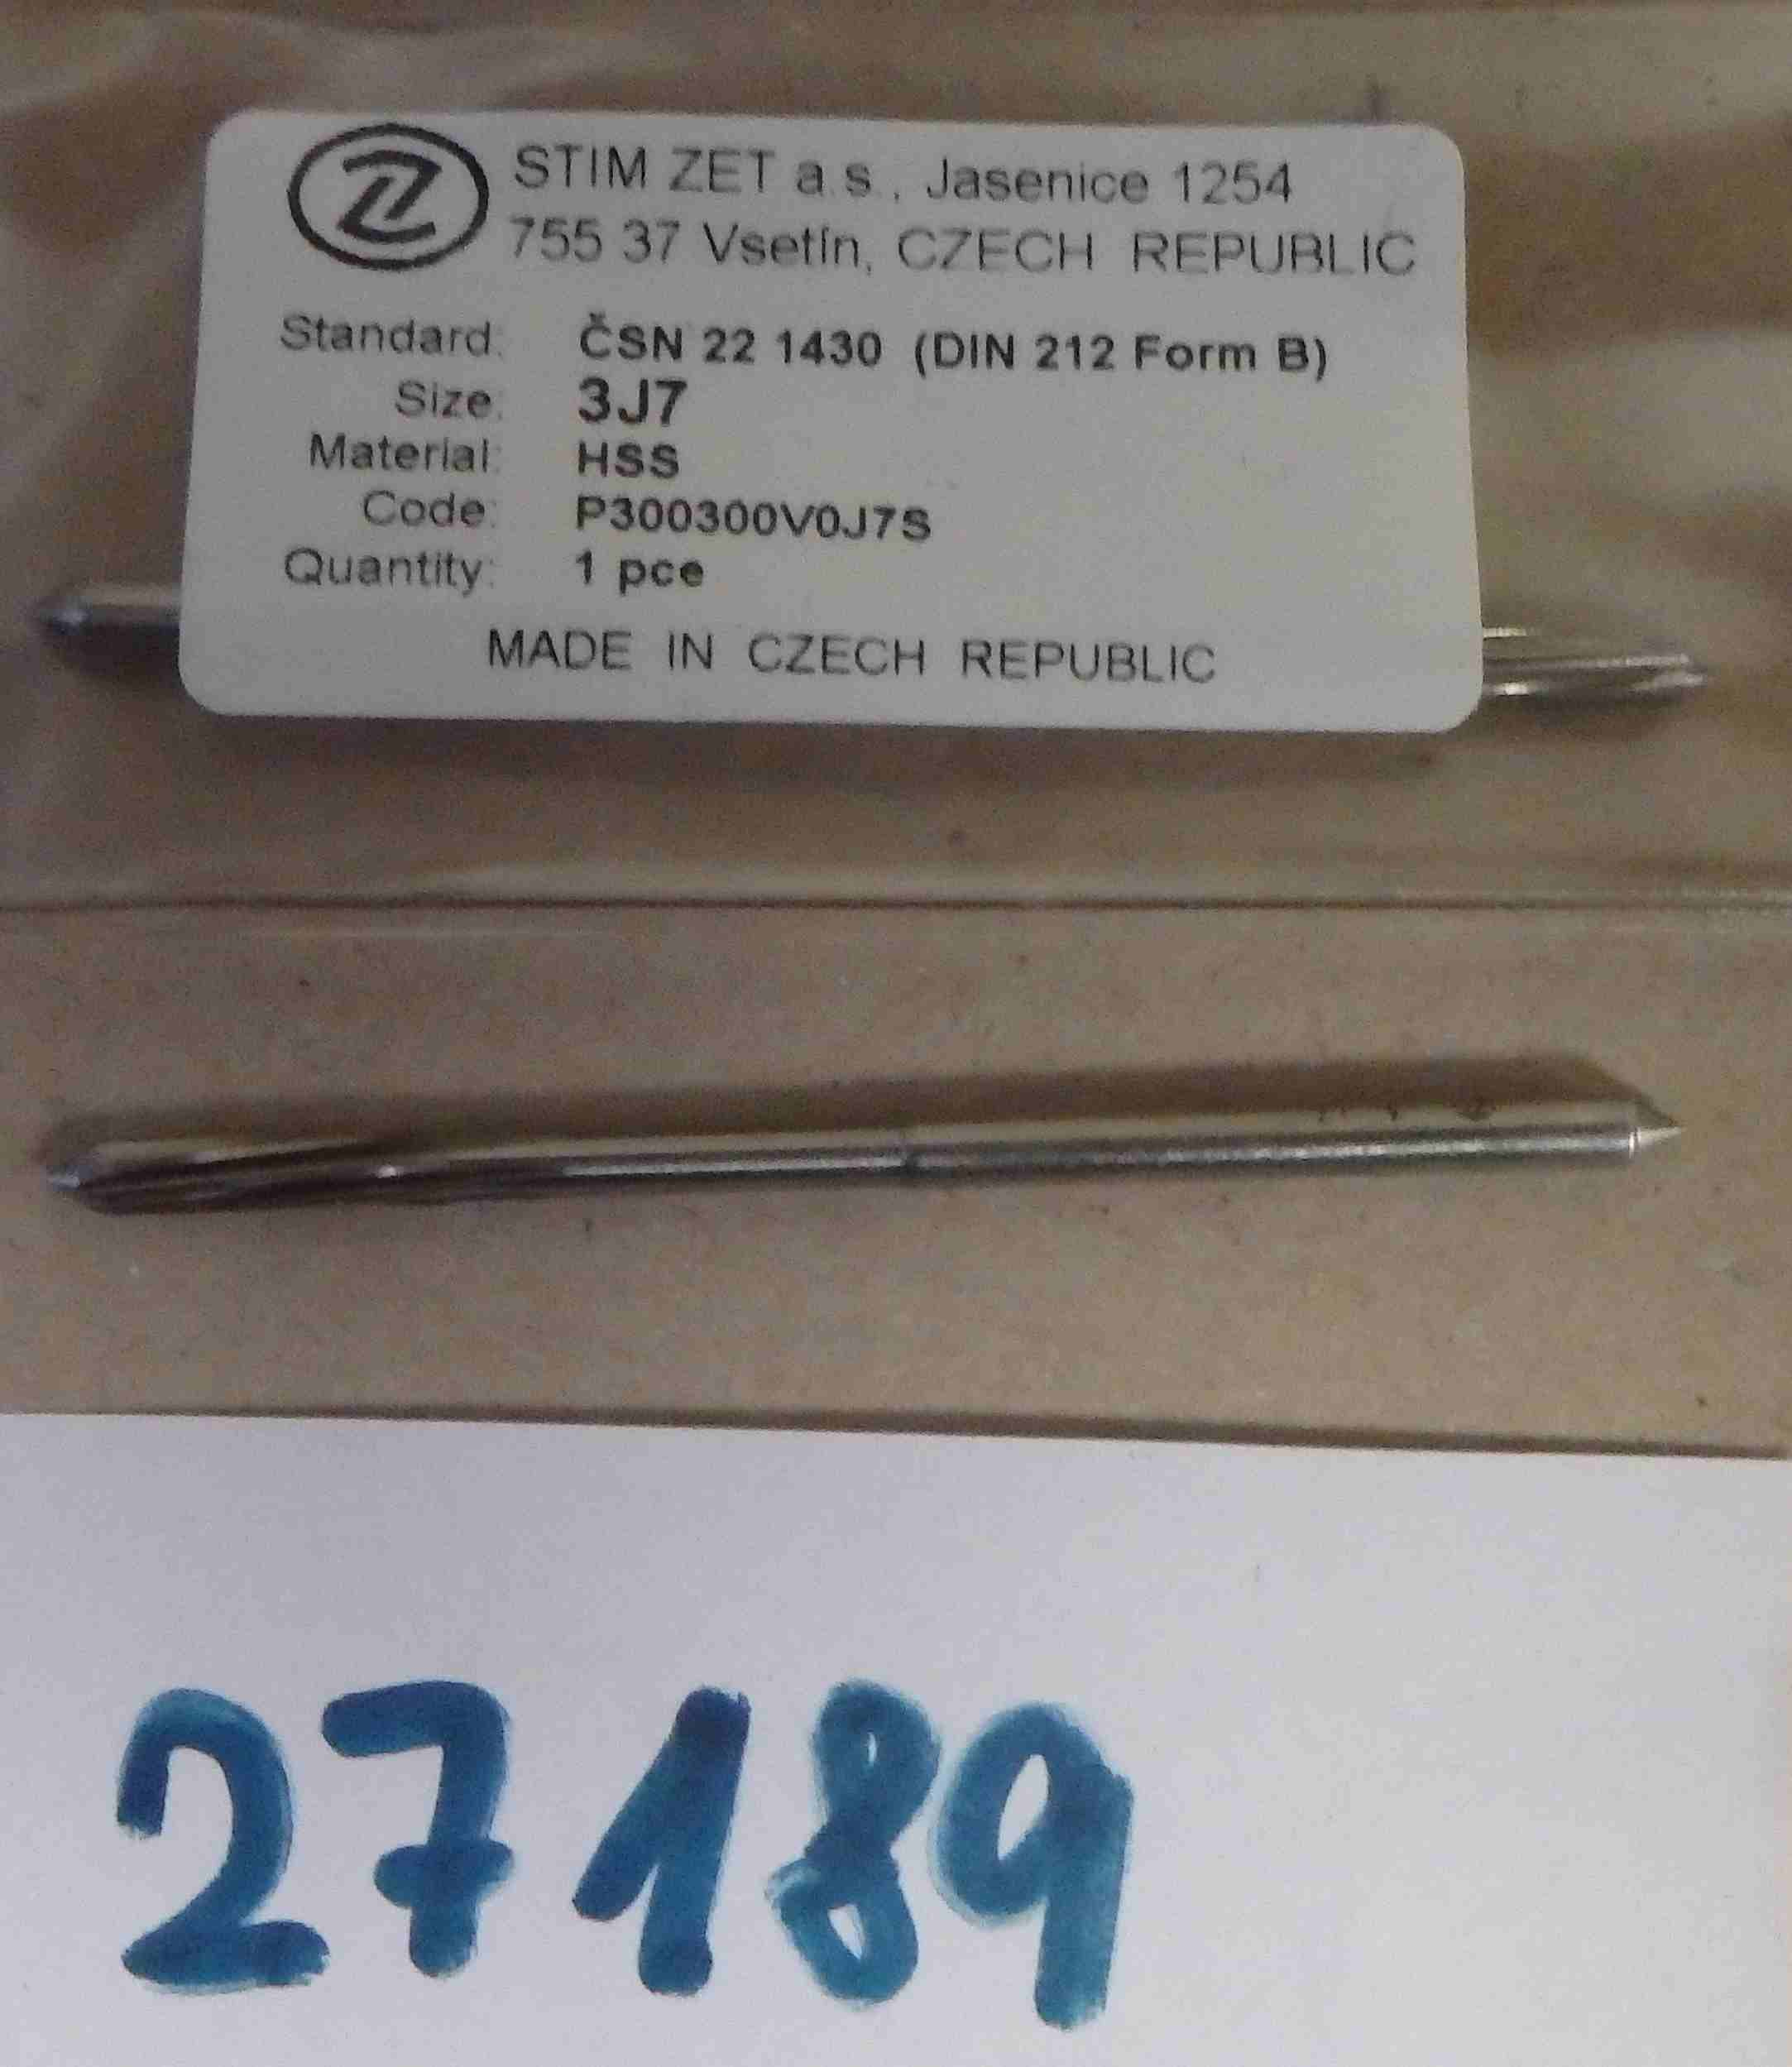 STIM ZET a.s., Jasenice 1254
755 37 Vsetín, CZECH REPUBLIC
Standard: ČSN 22 1430 (DIN 212 Form B)
Size: 3J7
Material: HSS
Code: P300300V0J7S
Quantity: 1 pce
MADE IN CZECH REPUBLIC
27189